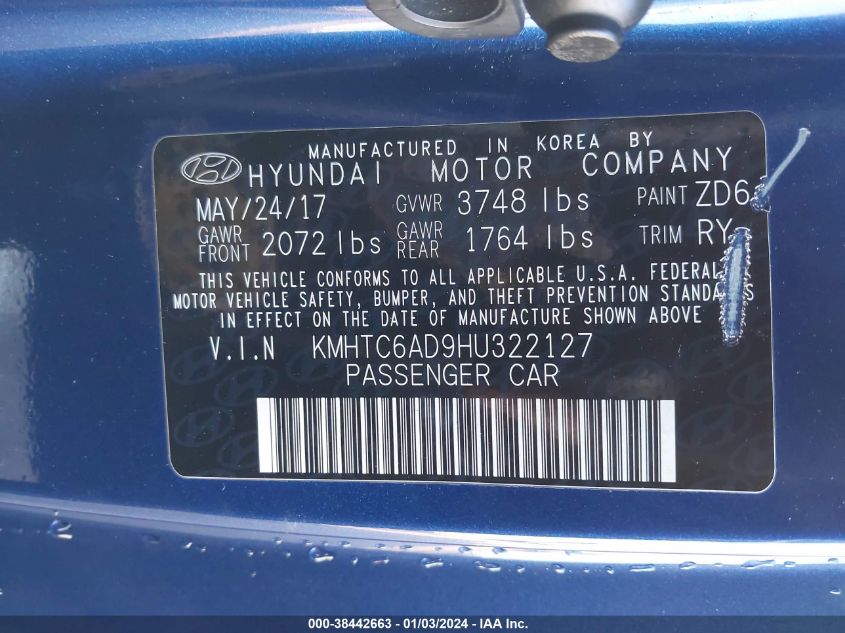 MANUFACTURED IN KOREA BY
HYUNDAI MOTOR COMPANY
MAY/24/17 GVWR 3748 lbs PAINT ZD6
GAWR FRONT 2072 lbs GAWR REAR 1764 lbs TRIM RY
THIS VEHICLE CONFORMS TO ALL APPLICABLE U.S.A. FEDERAL
MOTOR VEHICLE SAFETY, BUMPER, AND THEFT PREVENTION STANDARDS
IN EFFECT ON THE DATE OF MANUFACTURE SHOWN ABOVE
V.I.N KMHTC6AD9HU322127
PASSENGER CAR
000-38442663 - 01/03/2024 - IAA Inc.